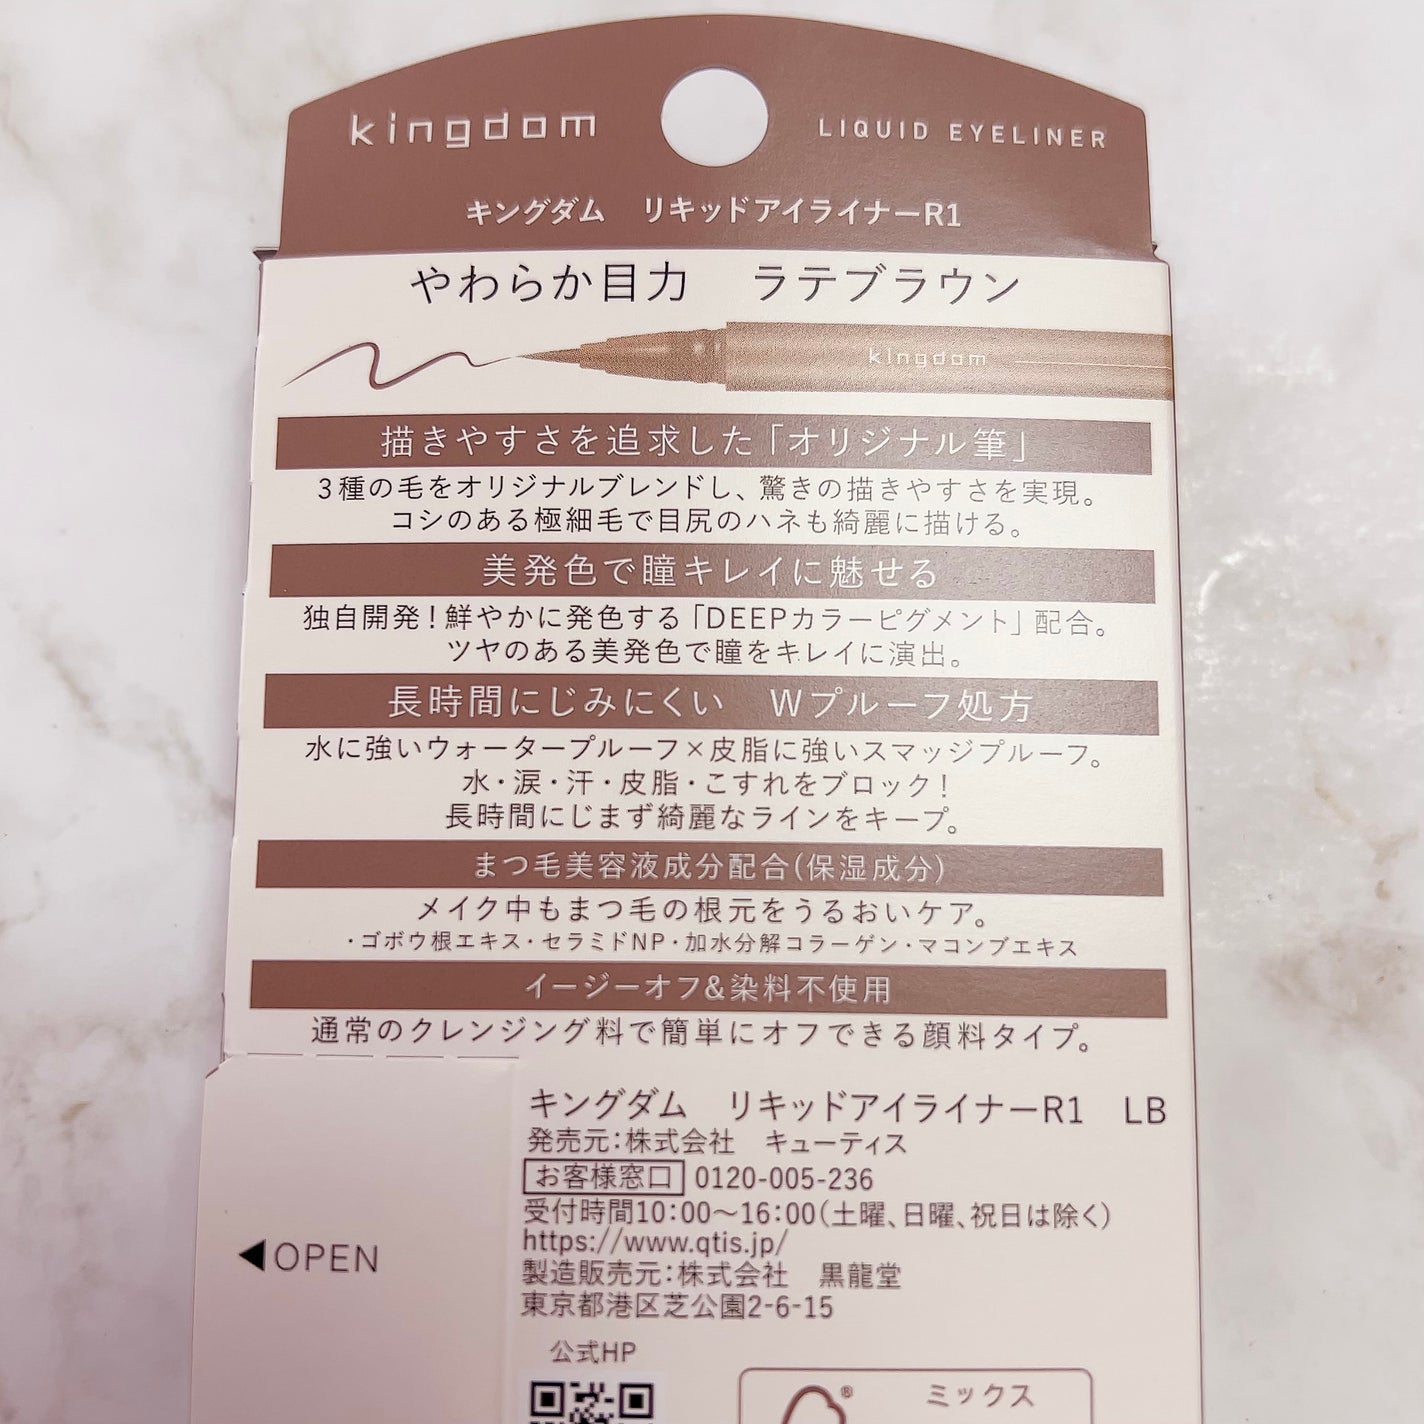 kingdom LIQUID EYELINER
キングダム リキッドアイライナーR1
やわらか目力 ラテブラウン
kingdom
描きやすさを追求した「オリジナル筆」
3種の毛をオリジナルブレンドし、驚きの描きやすさを実現。
コシのある極細毛で目尻のハネも綺麗に描ける。
美発色で瞳キレイに魅せる
独自開発！鮮やかに発色する「DEEPカラーピグメント」配合。
ツヤのある美発色で瞳をキレイに演出。
長時間にじみにくい Wプルーフ処方
水に強いウォータープルーフ×皮脂に強いスマッジプルーフ。
水・涙・汗・皮脂・こすれをブロック！
長時間にじまず綺麗なラインをキープ。
まつ毛美容液成分配合(保湿成分)
メイク中もまつ毛の根元をうるおいケア。
・ゴボウ根エキス・セラミドNP・加水分解コラーゲン・マコンブエキス
イージーオフ&染料不使用
通常のクレンジング料で簡単にオフできる顔料タイプ。
キングダム リキッドアイライナーR1 LB
発売元：株式会社 キューティス
お客様窓口 0120-005-236
受付時間10：00〜16：00（土曜、日曜、祝日は除く）
https://www.qtis.jp/
◀OPEN
製造販売元：株式会社 黒龍堂
東京都港区芝公園2-6-15
公式HP
® ミックス